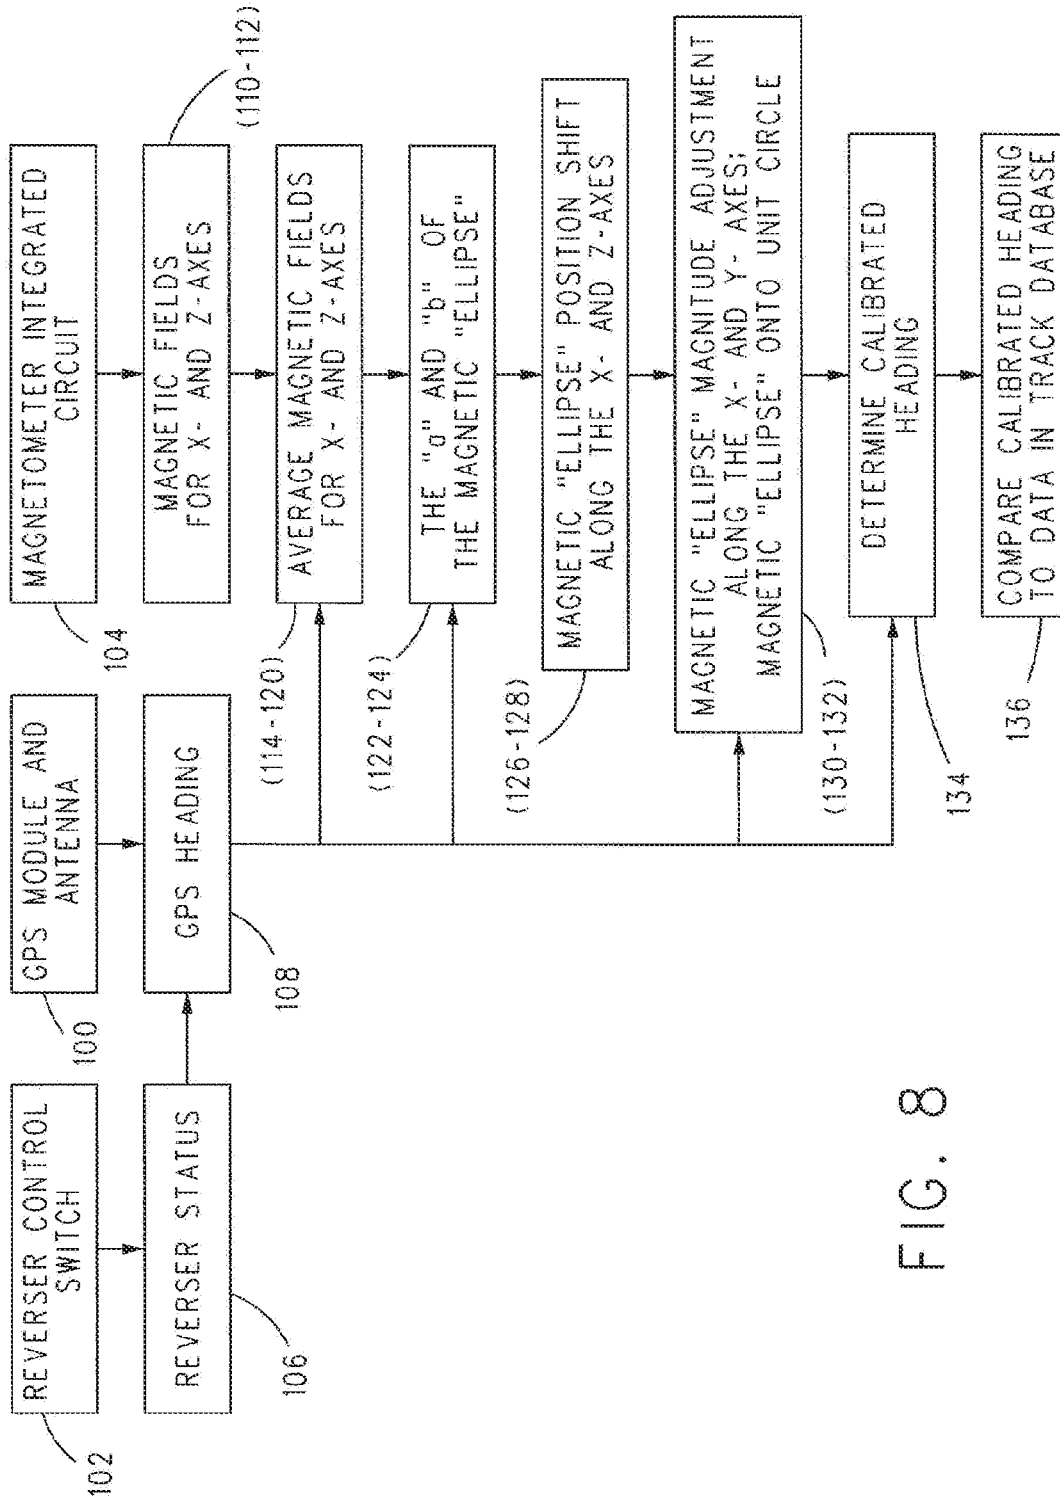 REVERSER CONTROL
SWITCH
102
REVERSER STATUS
106
GPS MODULE AND
ANTENNA
100
GPS HEADING
108
MAGNETOMETER INTEGRATED
CIRCUIT
104
MAGNETIC FIELDS
FOR X- AND Z-AXES
(110-112)
AVERAGE MAGNETIC FIELDS
FOR X- AND Z-AXES
(114-120)
THE "a" AND "b" OF
THE MAGNETIC "ELLIPSE"
(122-124)
MAGNETIC "ELLIPSE" POSITION SHIFT
ALONG THE X- AND Z-AXES
(126-128)
MAGNETIC "ELLIPSE" MAGNITUDE ADJUSTMENT
ALONG THE X- AND Y- AXES;
MAGNETIC "ELLIPSE" ONTO UNIT CIRCLE
(130-132)
DETERMINE CALIBRATED
HEADING
134
COMPARE CALIBRATED HEADING
TO DATA IN TRACK DATABASE
136
FIG. 8